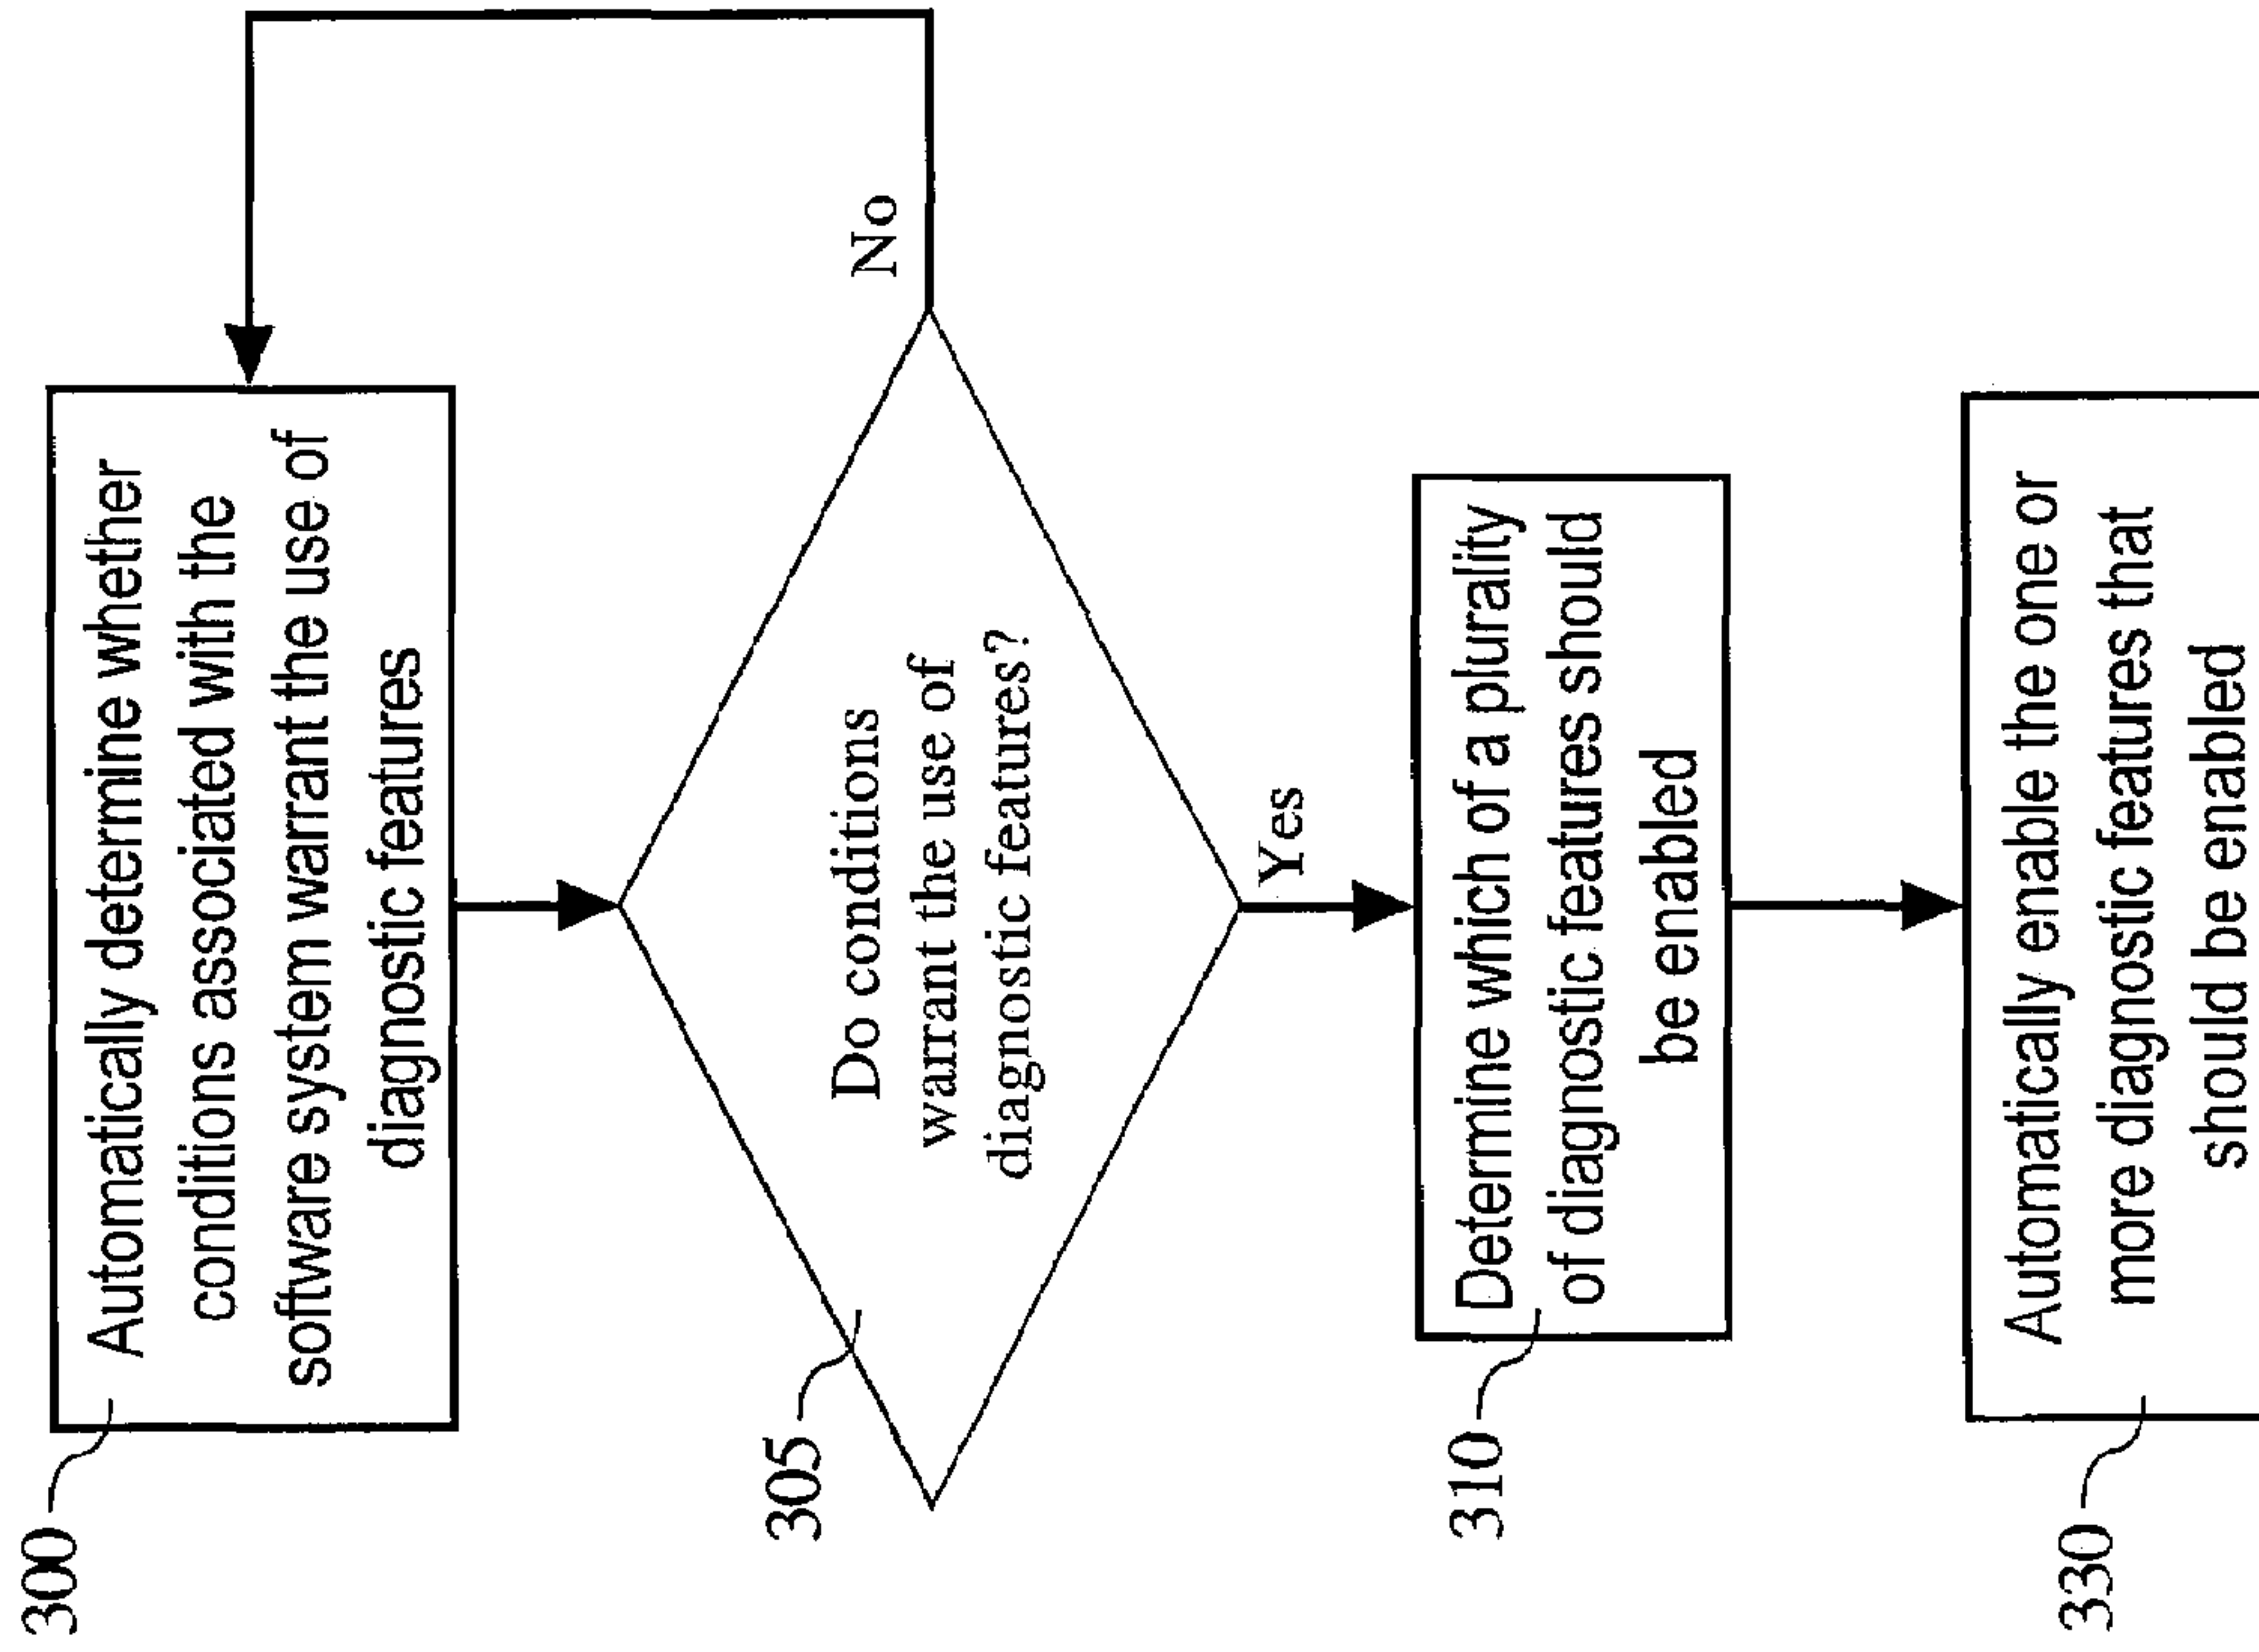 300
Automatically determine whether
conditions associated with the
software system warrant the use of
diagnostic features
305
Do conditions
warrant the use of
diagnostic features?
No
Yes
310
Determine which of a plurality
of diagnostic features should
be enabled
330
Automatically enable the one or
more diagnostic features that
should be enabled